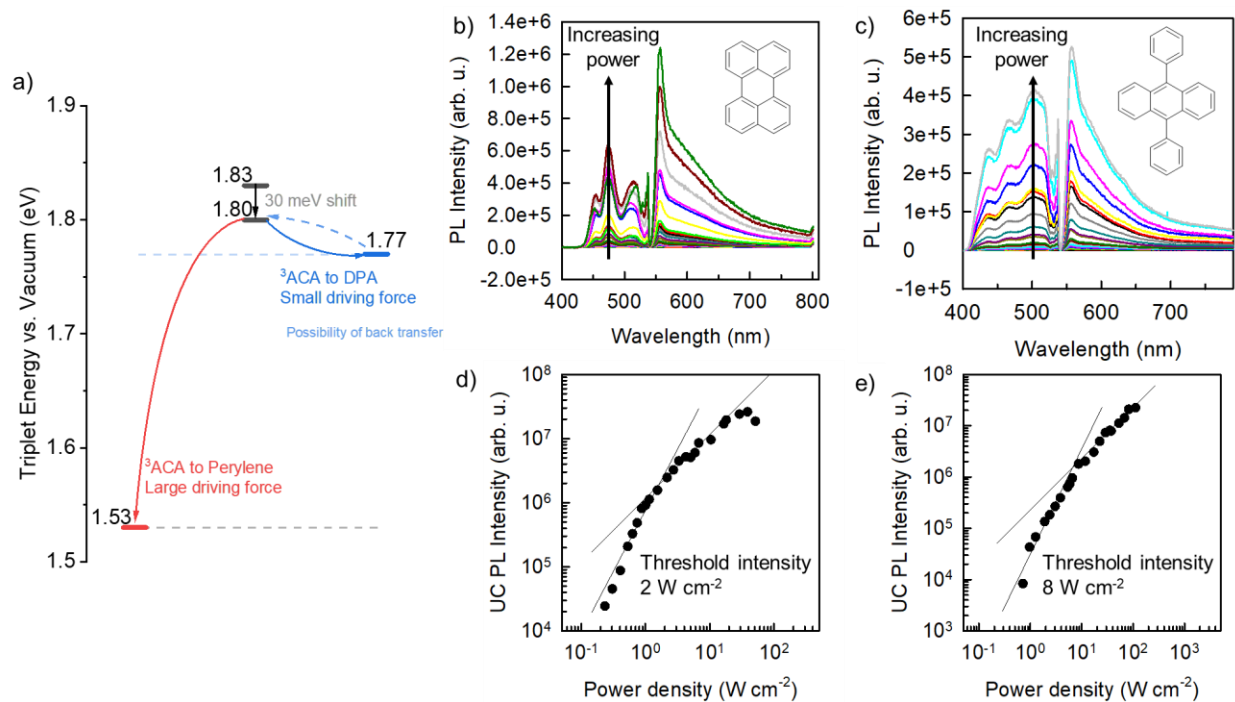 a)
Triplet Energy vs. Vacuum (eV)
1.9
1.8
1.7
1.6
1.5
1.83
1.80
30 meV shift
1.77
³ACA to DPA
Small driving force
Possibility of back transfer
³ACA to Perylene
Large driving force
1.53
b)
PL Intensity (arb. u.)
1.4e+6
1.2e+6
1.0e+6
8.0e+5
6.0e+5
4.0e+5
2.0e+5
0.0
-2.0e+5
Increasing
power
400 500 600 700 800
Wavelength (nm)
c)
PL Intensity (ab. u.)
6e+5
5e+5
4e+5
3e+5
2e+5
1e+5
0
-1e+5
Increasing
power
400 500 600 700
Wavelength (nm)
d)
UC PL Intensity (arb. u.)
10⁸
10⁷
10⁶
10⁵
10⁴
Threshold intensity
2 W cm⁻²
10⁻¹ 10⁰ 10¹ 10²
Power density (W cm⁻²)
e)
UC PL Intensity (arb. u.)
10⁸
10⁷
10⁶
10⁵
10⁴
10³
Threshold intensity
8 W cm⁻²
10⁻¹ 10⁰ 10¹ 10² 10³
Power density (W cm⁻²)